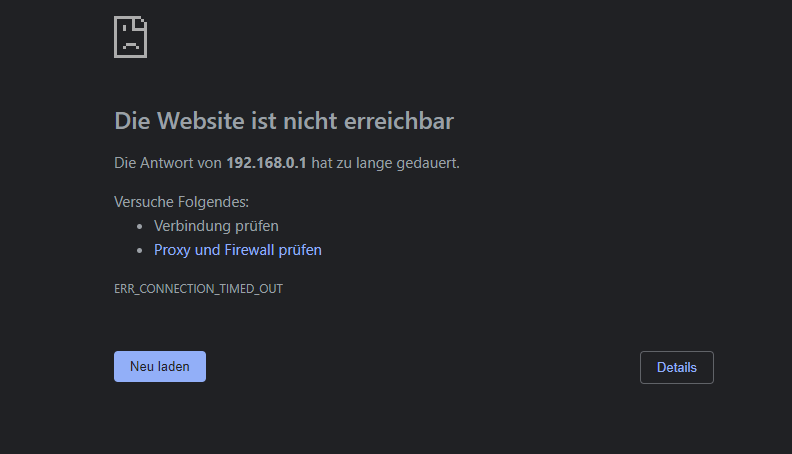 Die Website ist nicht erreichbar
Die Antwort von 192.168.0.1 hat zu lange gedauert.
Versuche Folgendes:
• Verbindung prüfen
• Proxy und Firewall prüfen
ERR_CONNECTION_TIMED_OUT
Neu laden
Details